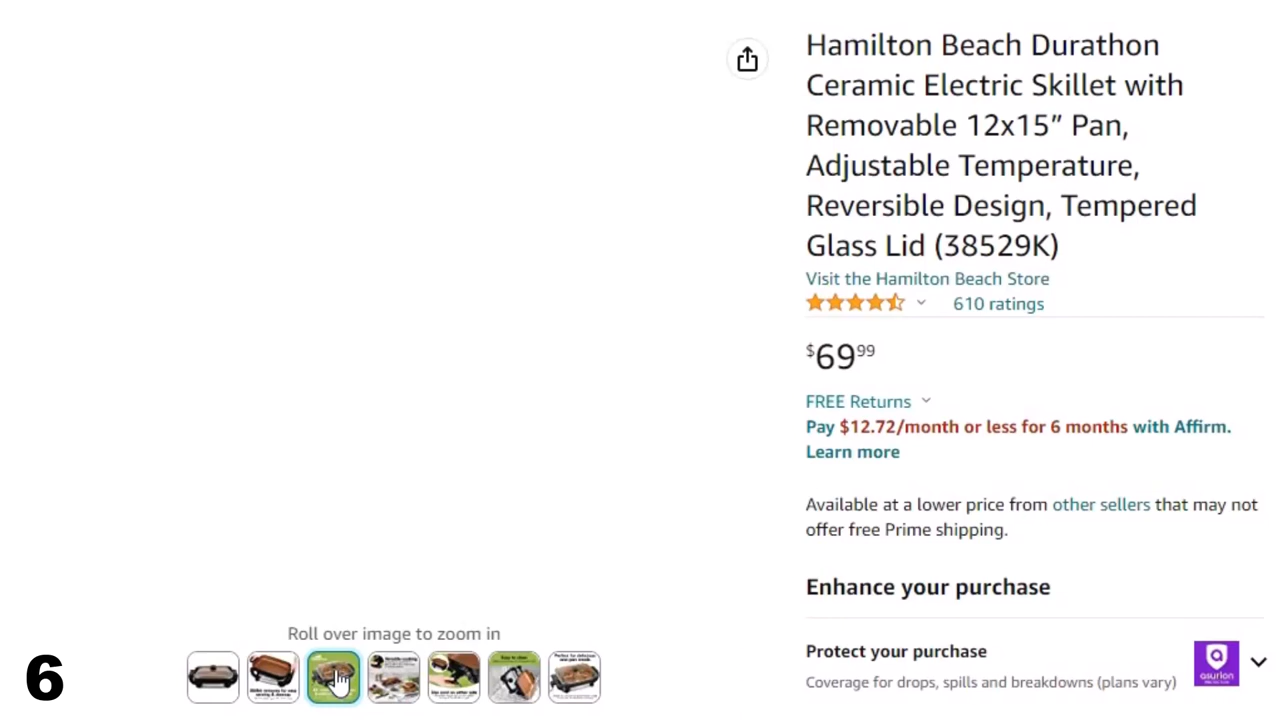 Hamilton Beach Durathon
Ceramic Electric Skillet with
Removable 12x15” Pan,
Adjustable Temperature,
Reversible Design, Tempered
Glass Lid (38529K)
Visit the Hamilton Beach Store
610 ratings
$69 99
FREE Returns
Pay $12.72/month or less for 6 months with Affirm.
Learn more
Available at a lower price from other sellers that may not
offer free Prime shipping.
Enhance your purchase
Protect your purchase
Coverage for drops, spills and breakdowns (plans vary)
asurion
Roll over image to zoom in
Easy to clean
6